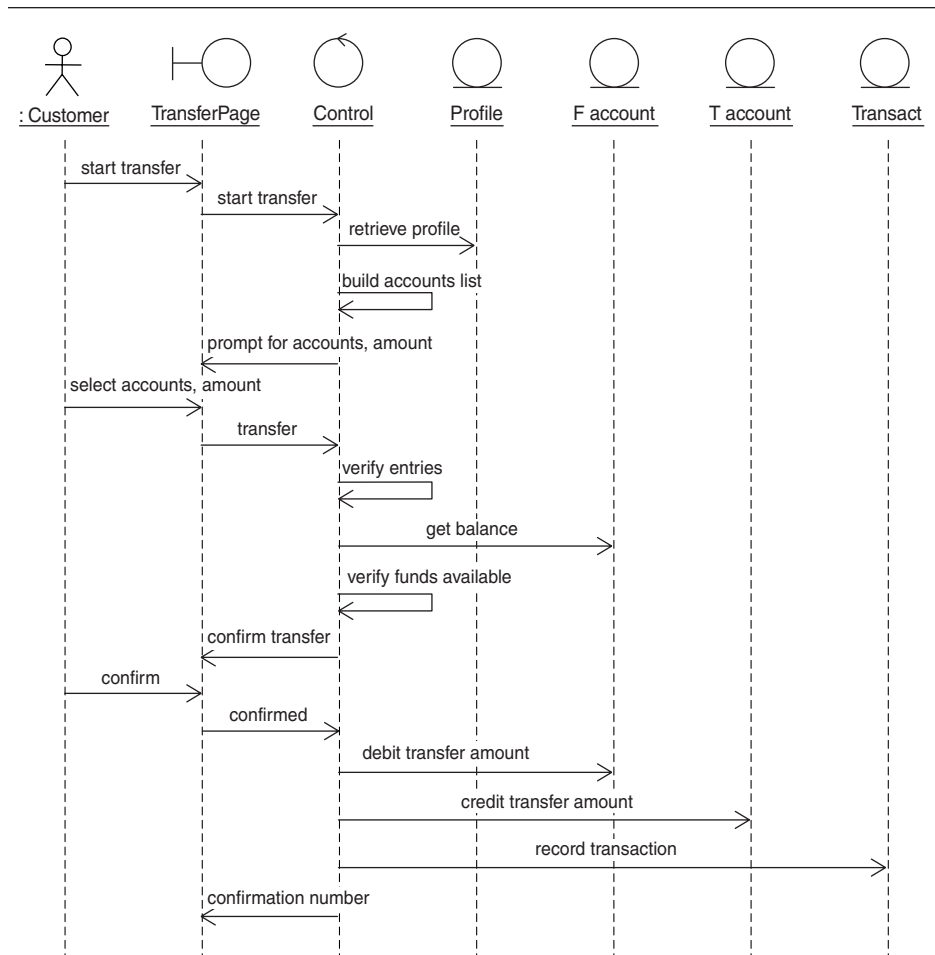 : Customer TransferPage Control Profile F account T account Transact
start transfer
start transfer
retrieve profile
build accounts list
prompt for accounts, amount
select accounts, amount
transfer
verify entries
get balance
verify funds available
confirm transfer
confirm
confirmed
debit transfer amount
credit transfer amount
record transaction
confirmation number